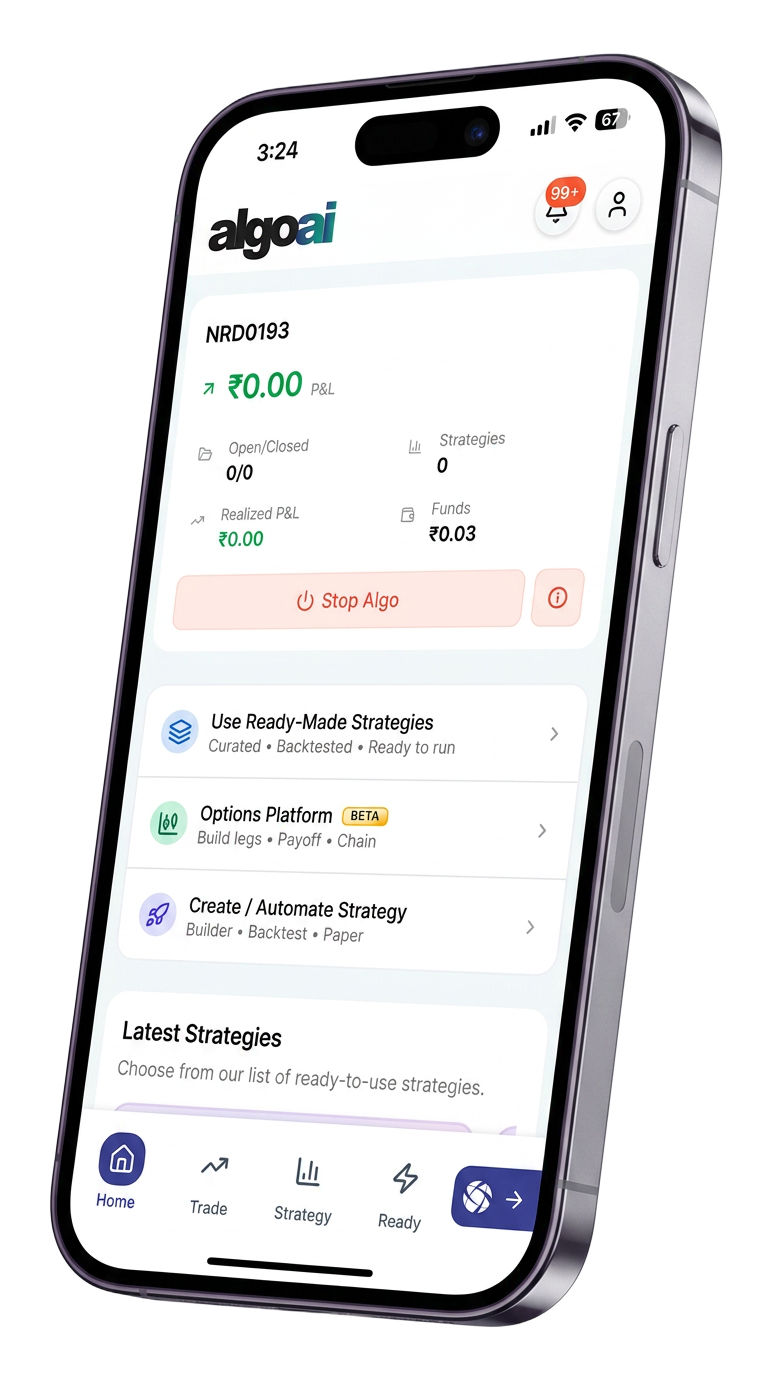 3:24
67
algoai
99+
NRD0193
₹0.00 P&L
Open/Closed
0/0
Strategies
0
Realized P&L
₹0.00
Funds
₹0.03
Stop Algo
Use Ready-Made Strategies
Curated • Backtested • Ready to run
Options Platform BETA
Build legs • Payoff • Chain
Create / Automate Strategy
Builder • Backtest • Paper
Latest Strategies
Choose from our list of ready-to-use strategies.
Home
Trade
Strategy
Ready